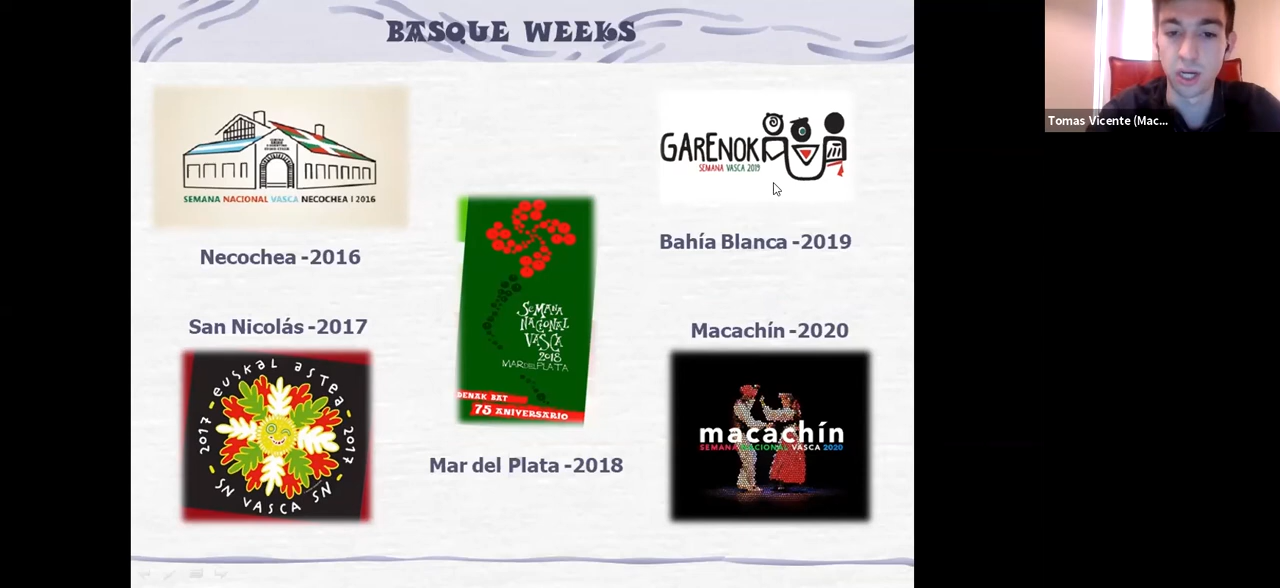 BASQUE WEEKS
SEMANA NACIONAL VASCA NECOCHEA | 2016
Necochea -2016
San Nicolás -2017
2017 - euskal astea - 2017
SN VASCA SN
SEMANA
NACIONAL
VASCA
2018
MAR DEL PLATA
DENAK BAT
75 ANIVERSARIO
Mar del Plata -2018
GARENOK
SEMANA VASCA 2019
Bahía Blanca -2019
Macachín -2020
macachín
SEMANA NACIONAL VASCA 2020
Tomas Vicente (Mac...